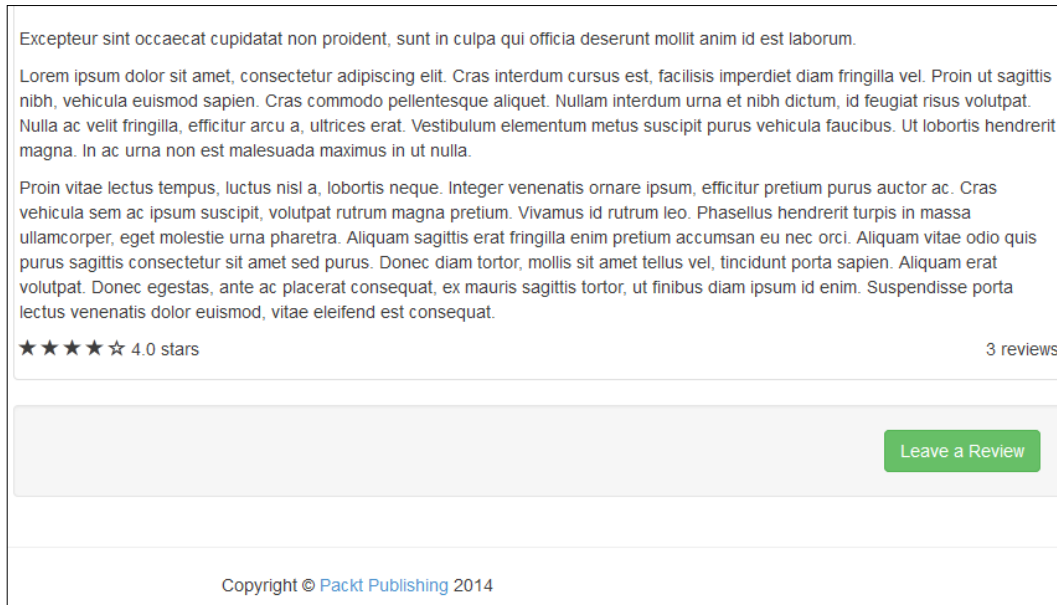 Excepteur sint occaecat cupidatat non proident, sunt in culpa qui officia deserunt mollit anim id est laborum.
Lorem ipsum dolor sit amet, consectetur adipiscing elit. Cras interdum cursus est, facilisis imperdiet diam fringilla vel. Proin ut sagittis
nibh, vehicula euismod sapien. Cras commodo pellentesque aliquet. Nullam interdum urna et nibh dictum, id feugiat risus volutpat.
Nulla ac velit fringilla, efficitur arcu a, ultrices erat. Vestibulum elementum metus suscipit purus vehicula faucibus. Ut lobortis hendrerit
magna. In ac urna non est malesuada maximus in ut nulla.
Proin vitae lectus tempus, luctus nisl a, lobortis neque. Integer venenatis ornare ipsum, efficitur pretium purus auctor ac. Cras
vehicula sem ac ipsum suscipit, volutpat rutrum magna pretium. Vivamus id rutrum leo. Phasellus hendrerit turpis in massa
ullamcorper, eget molestie urna pharetra. Aliquam sagittis erat fringilla enim pretium accumsan eu nec orci. Aliquam vitae odio quis
purus sagittis consectetur sit amet sed purus. Donec diam tortor, mollis sit amet tellus vel, tincidunt porta sapien. Aliquam erat
volutpat. Donec egestas, ante ac placerat consequat, ex mauris sagittis tortor, ut finibus diam ipsum id enim. Suspendisse porta
lectus venenatis dolor euismod, vitae eleifend est consequat.
★★★★☆ 4.0 stars 3 reviews
Leave a Review
Copyright © Packt Publishing 2014